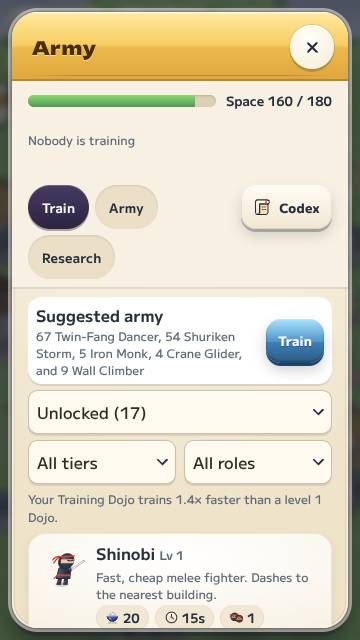 Army
Space 160 / 180
Nobody is training
Train
Army
Codex
Research
Suggested army
67 Twin-Fang Dancer, 54 Shuriken
Storm, 5 Iron Monk, 4 Crane Glider,
and 9 Wall Climber
Train
Unlocked (17)
All tiers
All roles
Your Training Dojo trains 1.4× faster than a level 1
Dojo.
Shinobi Lv 1
Fast, cheap melee fighter. Dashes to
the nearest building.
20
15s
1